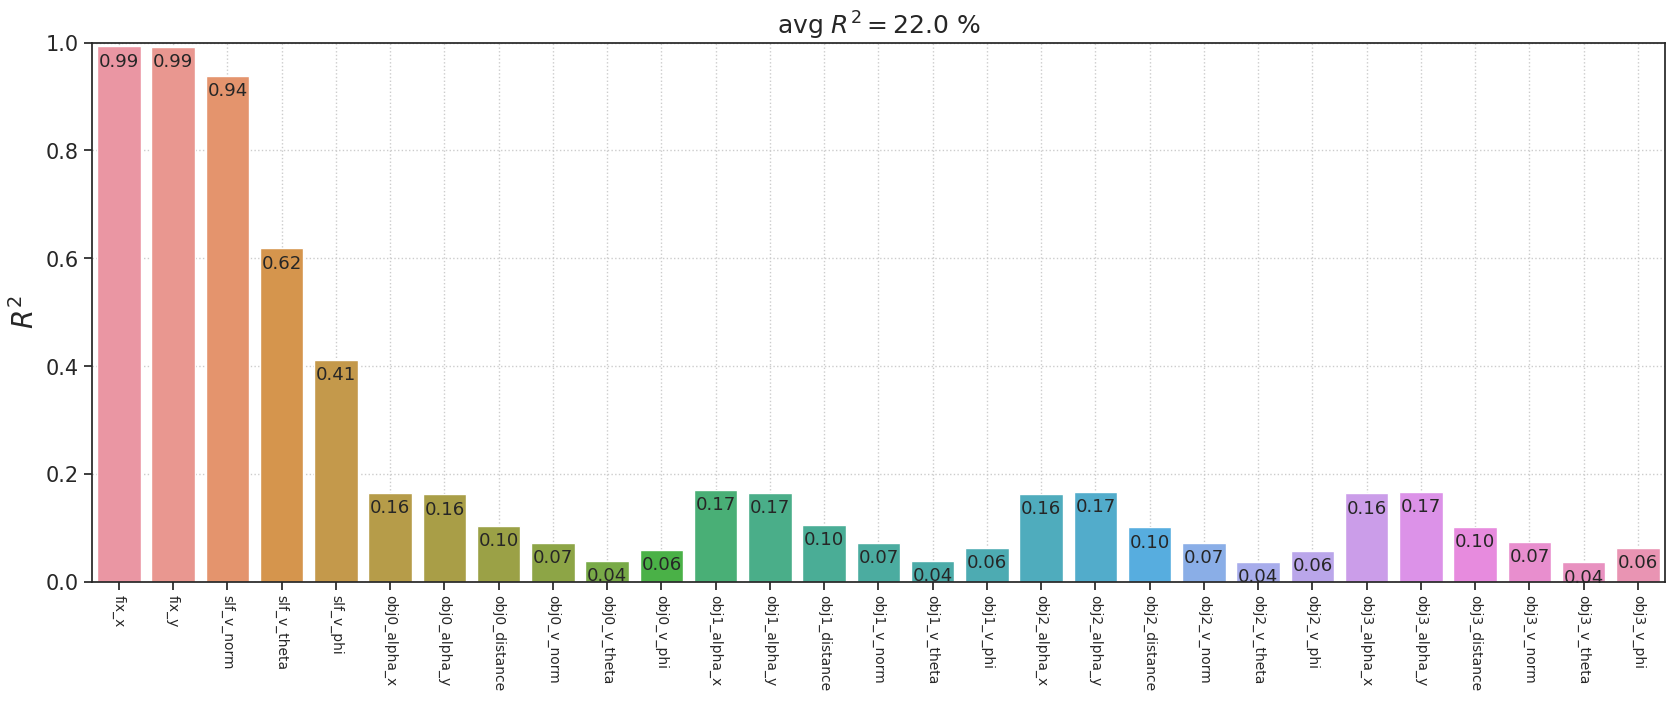 avg R² = 22.0 %
R²
1.0
0.8
0.6
0.4
0.2
0.0
0.99
0.99
0.94
0.62
0.41
0.16
0.16
0.10
0.07
0.04
0.06
0.17
0.17
0.10
0.07
0.04
0.06
0.16
0.17
0.10
0.07
0.04
0.06
0.16
0.17
0.10
0.07
0.04
0.06
fix_x
fix_y
slf_v_norm
slf_v_theta
slf_v_phi
obj0_alpha_x
obj0_alpha_y
obj0_distance
obj0_v_norm
obj0_v_theta
obj0_v_phi
obj1_alpha_x
obj1_alpha_y
obj1_distance
obj1_v_norm
obj1_v_theta
obj1_v_phi
obj2_alpha_x
obj2_alpha_y
obj2_distance
obj2_v_norm
obj2_v_theta
obj2_v_phi
obj3_alpha_x
obj3_alpha_y
obj3_distance
obj3_v_norm
obj3_v_theta
obj3_v_phi